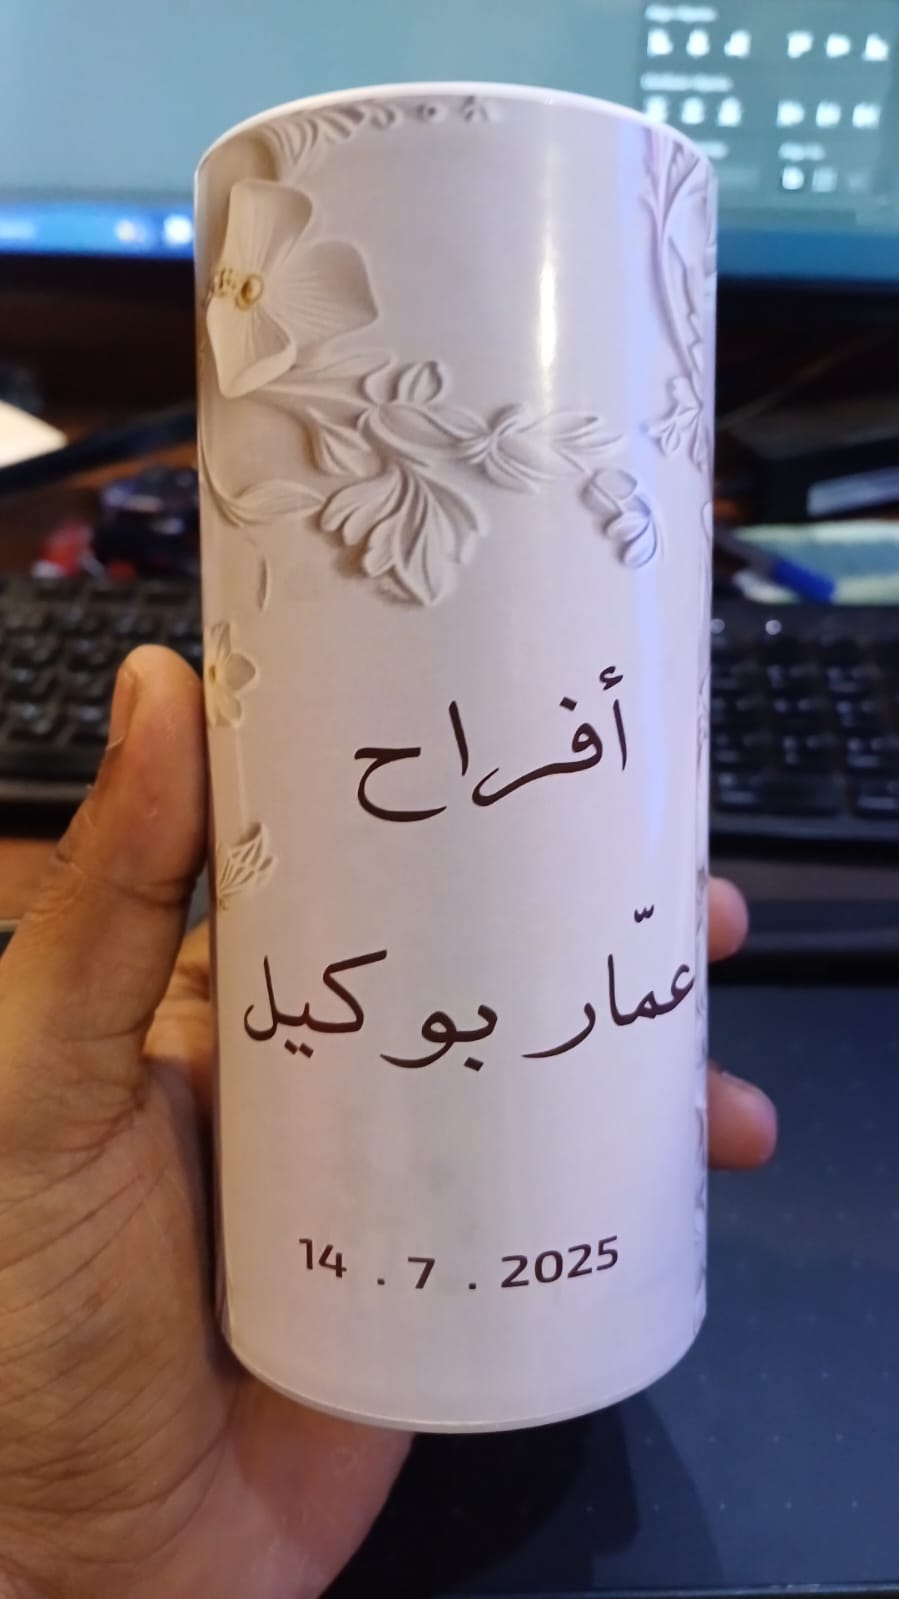 أفراح
عمّار بوكيل
14 . 7 . 2025